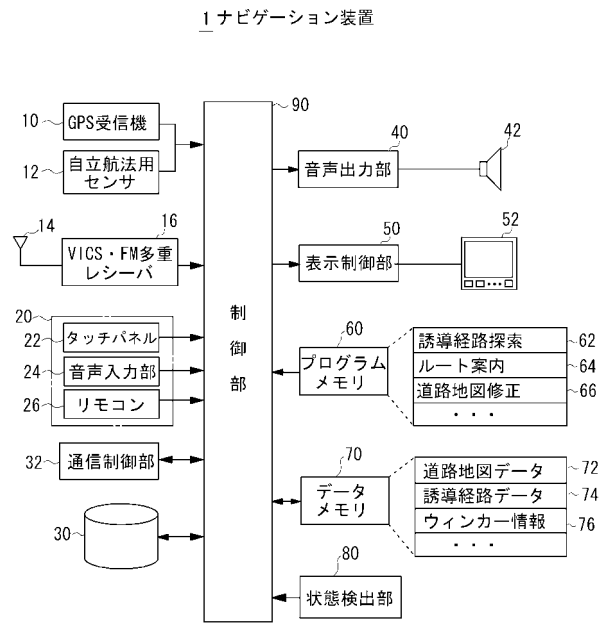 1 ナビゲーション装置
90
10
GPS受信機
12
自立航法用
センサ
14
16
VICS・FM多重
レシーバ
20
22
タッチパネル
24
音声入力部
26
リモコン
32
通信制御部
30
制
御
部
40
42
音声出力部
50
52
表示制御部
60
プログラム
メモリ
誘導経路探索
62
ルート案内
64
道路地図修正
66
・・・
70
データ
メモリ
道路地図データ
72
誘導経路データ
74
ウィンカー情報
76
・・・
80
状態検出部